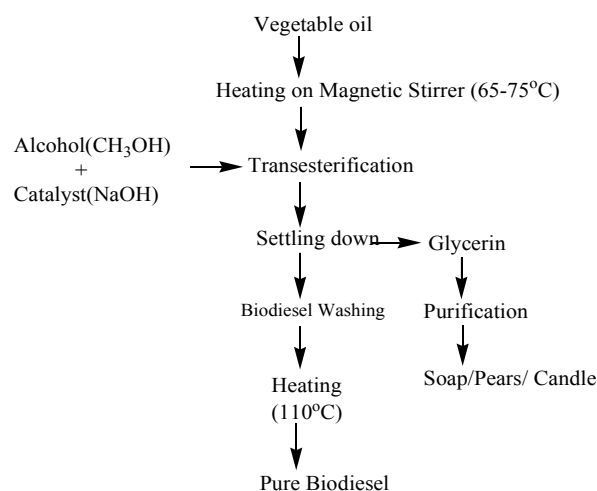 Vegetable oil
Heating on Magnetic Stirrer (65-75°C)
Alcohol(CH₃OH)
+
Catalyst(NaOH)
Transesterification
Settling down
Glycerin
Biodiesel Washing
Purification
Heating
(110°C)
Soap/Pears/ Candle
Pure Biodiesel